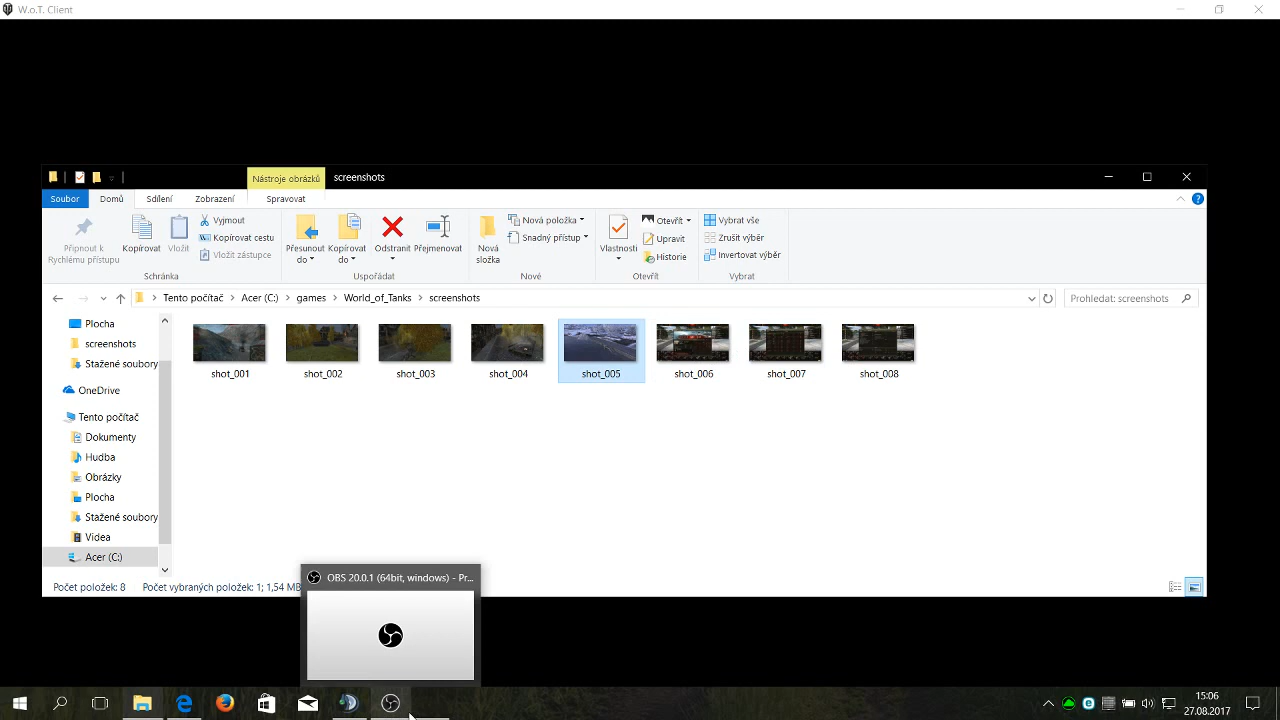 W.o.T. Client
Nástroje obrázků
screenshots
Soubor
Domů
Sdílení
Zobrazení
Spravovat
Připnout k
Rychlému přístupu
Kopírovat
Vložit
Vyjmout
Kopírovat cestu
Vložit zástupce
Schránka
Přesunout
do
Kopírovat
do
Odstranit
Přejmenovat
Uspořádat
Nová
složka
Nová položka
Snadný přístup
Nové
Vlastnosti
Otevřít
Upravit
Historie
Otevřít
Vybrat vše
Zrušit výběr
Invertovat výběr
Vybrat
Tento počítač > Acer (C:) > games > World_of_Tanks > screenshots
Prohledat: screenshots
Plocha
screenshots
Stažené soubory
OneDrive
Tento počítač
Dokumenty
Hudba
Obrázky
Plocha
Stažené soubory
Videa
Acer (C:)
shot_001
shot_002
shot_003
shot_004
shot_005
shot_006
shot_007
shot_008
Počet položek: 8
Počet vybraných položek: 1; 1,54 MB
OBS 20.0.1 (64bit, windows) - Pr...
15:06
27.08.2017